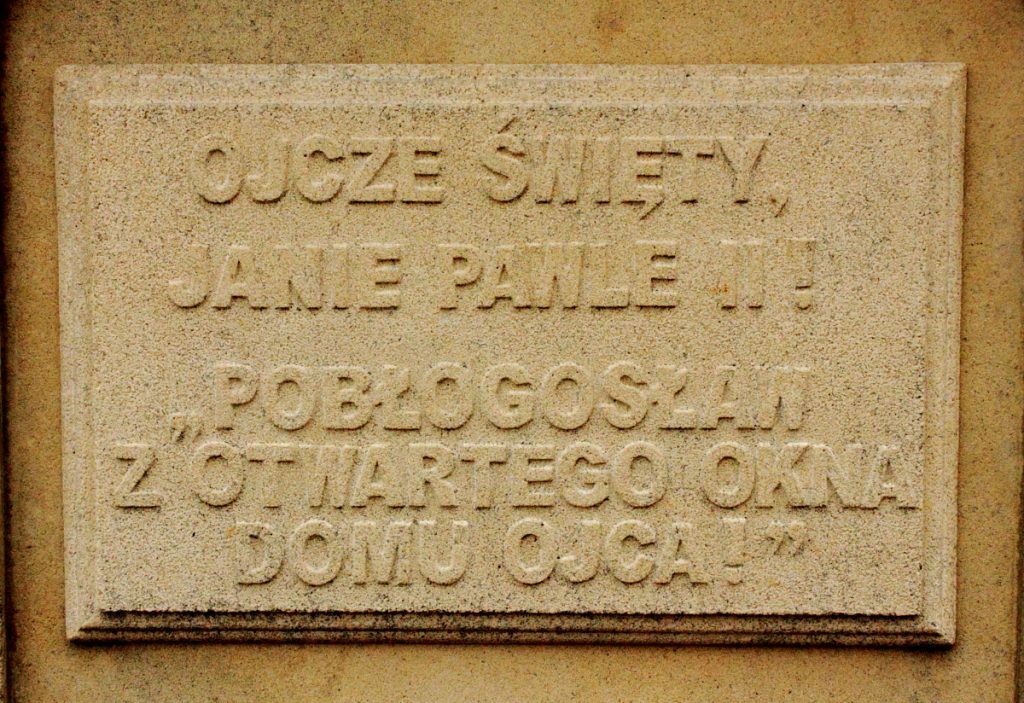 OJCZE ŚWIĘTY,
JANIE PAWLE II!
„POBŁOGOSŁAW
Z OTWARTEGO OKNA
DOMU OJCA!”